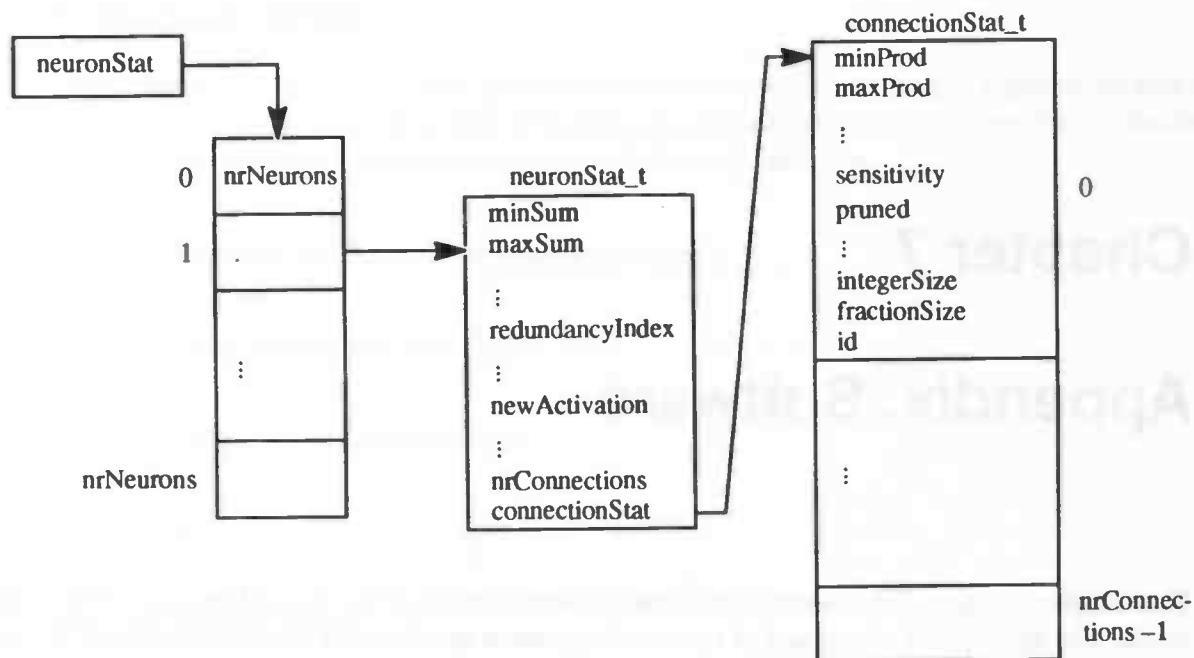 neuronStat
0
nrNeurons
1
⋮
nrNeurons
neuronStat_t
minSum
maxSum
⋮
redundancyIndex
⋮
newActivation
⋮
nrConnections
connectionStat
connectionStat_t
minProd
maxProd
⋮
sensitivity
pruned
⋮
integerSize
fractionSize
id
0
⋮
nrConnec-
tions –1
Chapter 7
Appendix. Software